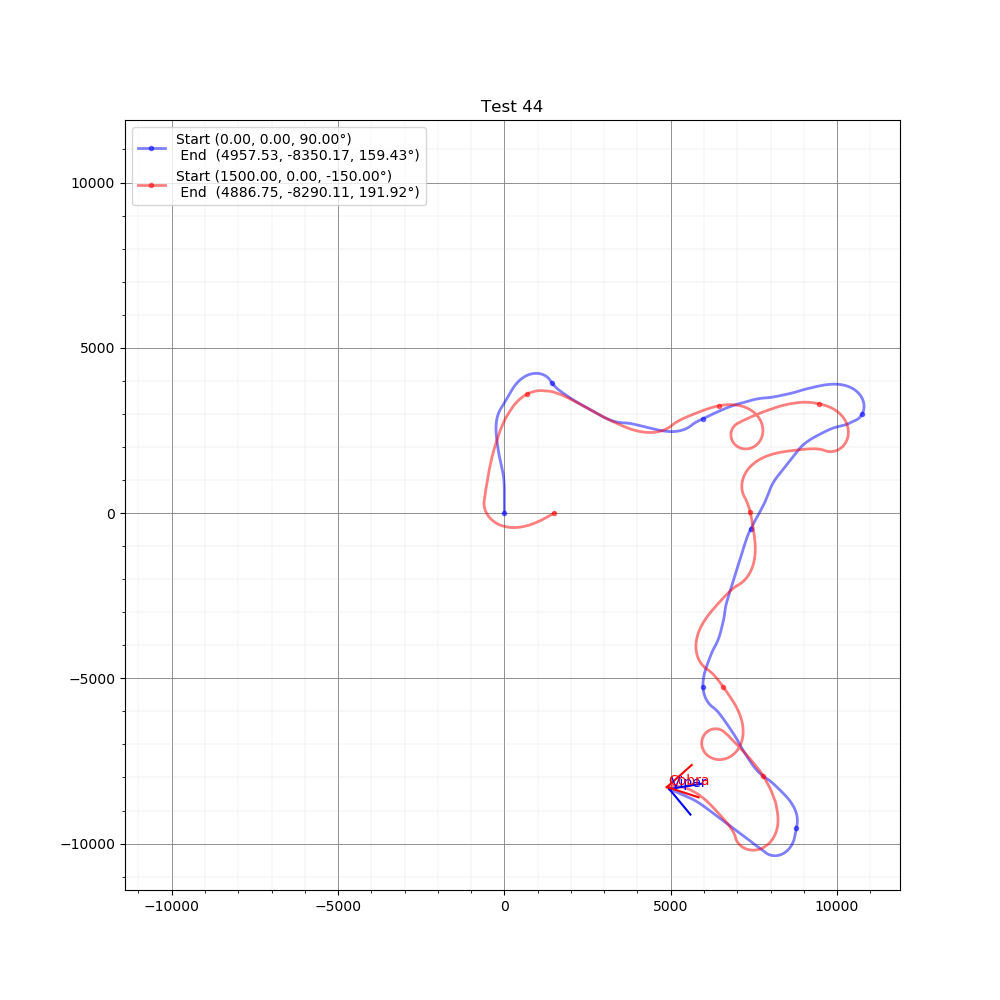 Test 44
Start (0.00, 0.00, 90.00°)
End (4957.53, -8350.17, 159.43°)
Start (1500.00, 0.00, -150.00°)
End (4886.75, -8290.11, 191.92°)
10000
5000
0
−5000
−10000
Cobra
Viper
−10000
−5000
0
5000
10000